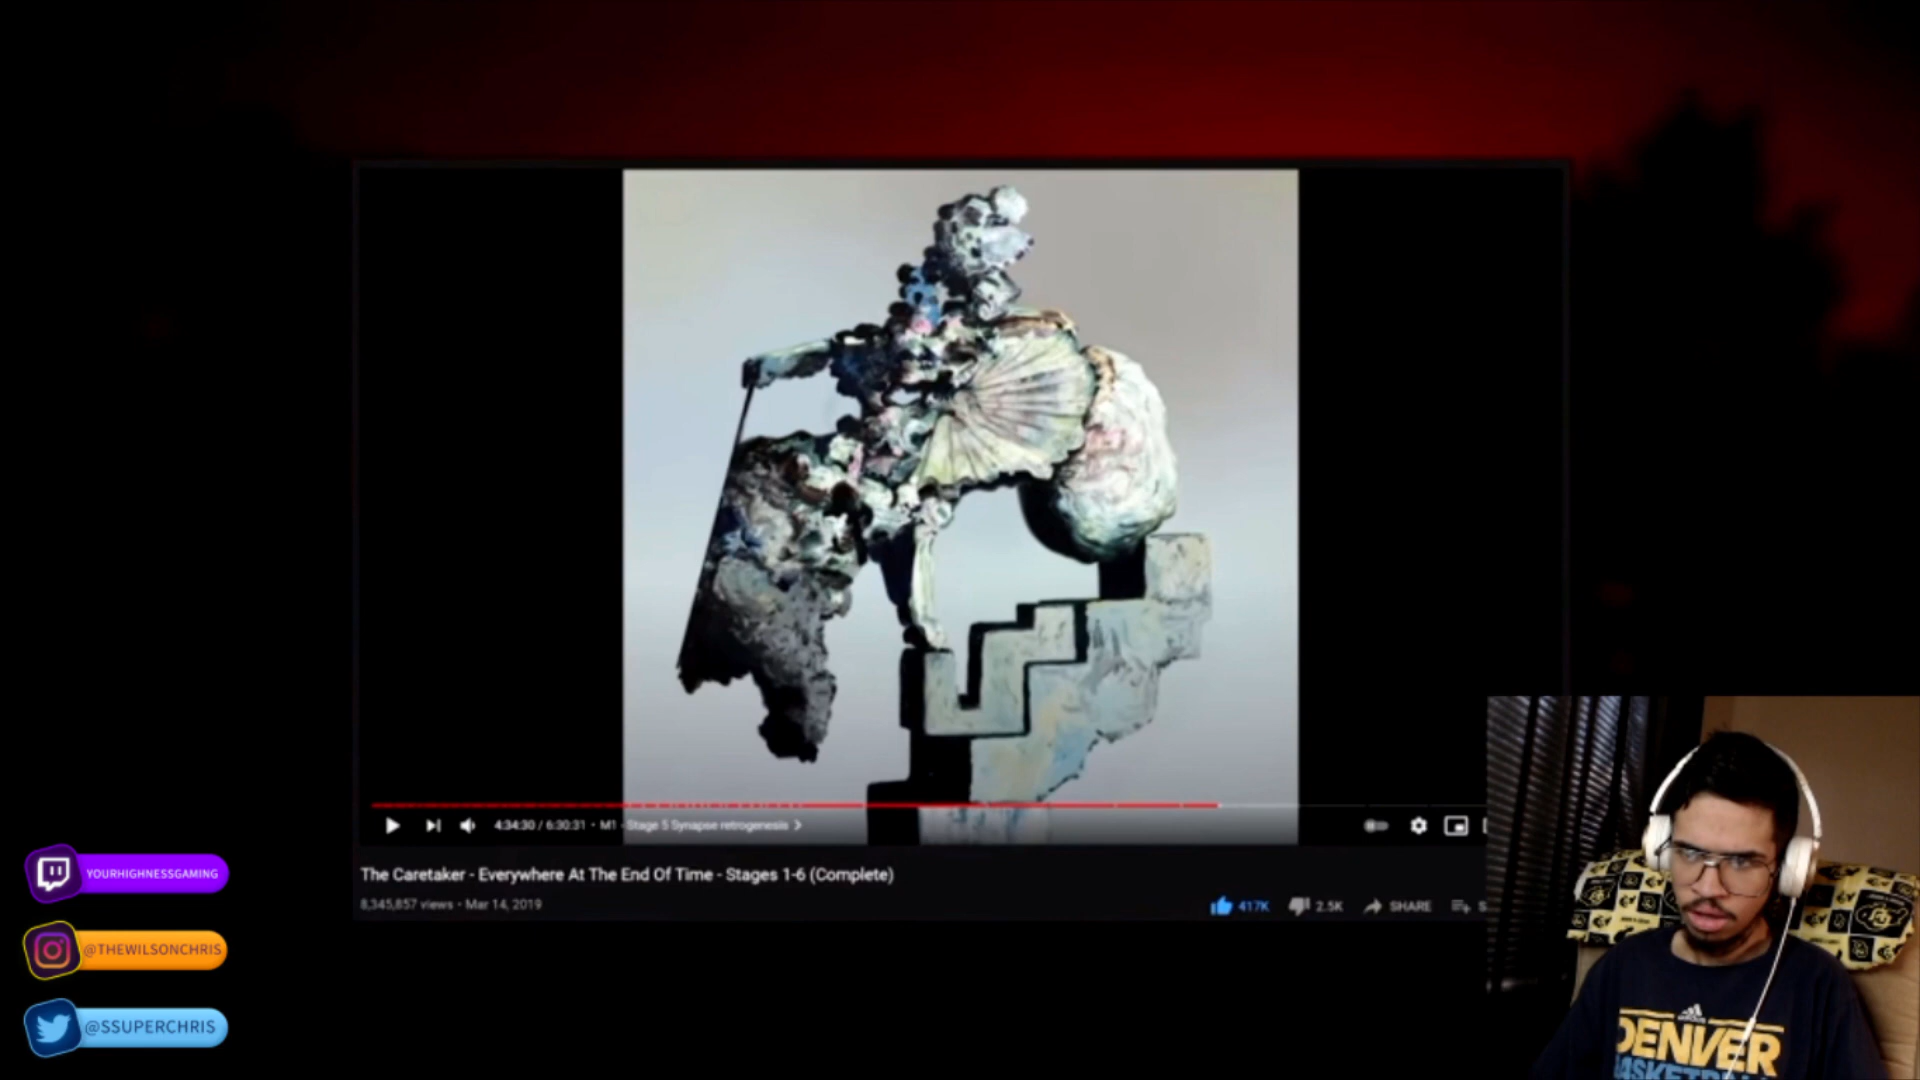 4:34:30 / 6:30:31 • M1 - Stage 5 Synapse retrogenesis
The Caretaker - Everywhere At The End Of Time - Stages 1-6 (Complete)
8,345,857 views • Mar 14, 2019
417K
2.5K
SHARE
S
YOURHIGHNESSGAMING
@THEWILSONCHRIS
@SSUPERCHRIS
adidas
DENVER